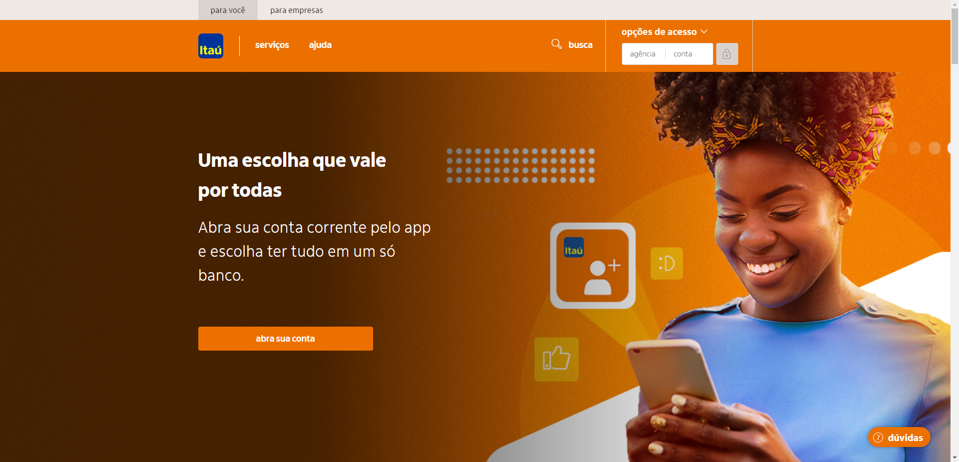 para você
para empresas
Itaú
serviços
ajuda
busca
opções de acesso
agência
conta
Uma escolha que vale
por todas
Abra sua conta corrente pelo app
e escolha ter tudo em um só
banco.
abra sua conta
Itaú
:D
dúvidas